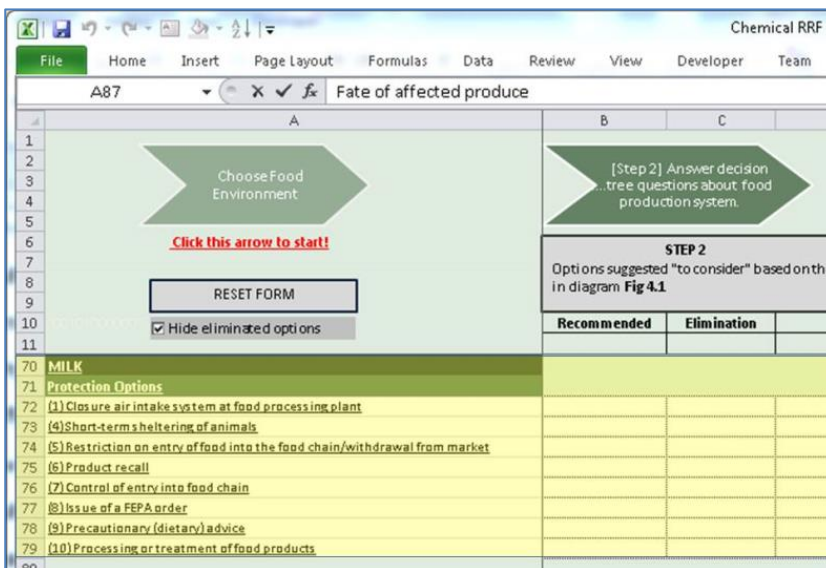 Chemical RRF
File Home Insert Page Layout Formulas Data Review View Developer Team
A87 fx Fate of affected produce
A B C
1
2
3
4
5
6
7
8
9
10
11
Choose Food
Environment
Click this arrow to start!
RESET FORM
Hide eliminated options
[Step 2] Answer decision
...tree questions about food
production system.
STEP 2
Options suggested "to consider" based on th
in diagram Fig 4.1
Recommended Elimination
70 MILK
71 Protection Options
72 (1) Closure air intake system at food processing plant
73 (4) Short-term sheltering of animals
74 (5) Restriction on entry of food into the food chain/withdrawal from market
75 (6) Product recall
76 (7) Control of entry into food chain
77 (8) Issue of a FEPA order
78 (9) Precautionary (dietary) advice
79 (10) Processing or treatment of food products